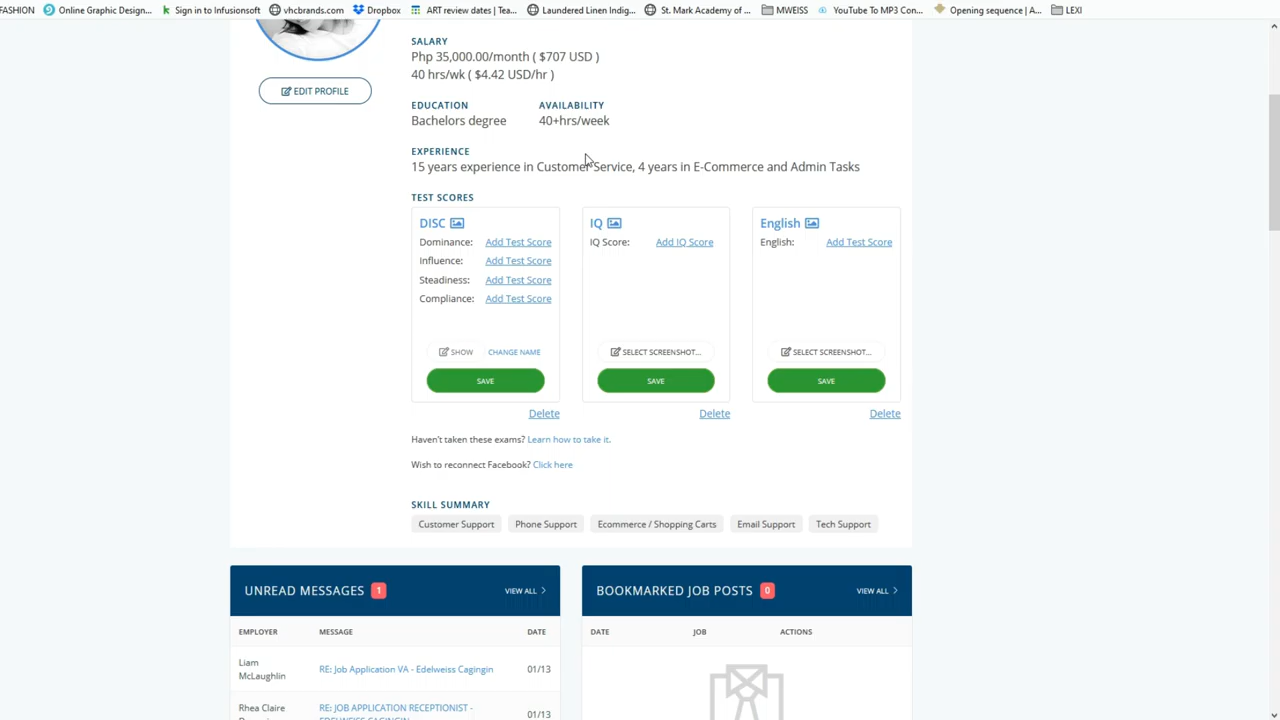 FASHION Online Graphic Design... Sign in to Infusionsoft vhcbrands.com Dropbox ART review dates | Tea... Laundered Linen Indig... St. Mark Academy of ... MWEISS YouTube To MP3 Con... Opening sequence | A... LEXI
SALARY
Php 35,000.00/month ( $707 USD )
40 hrs/wk ( $4.42 USD/hr )
EDIT PROFILE
EDUCATION AVAILABILITY
Bachelors degree 40+hrs/week
EXPERIENCE
15 years experience in Customer Service, 4 years in E-Commerce and Admin Tasks
TEST SCORES
DISC IQ English
Dominance: Add Test Score IQ Score: Add IQ Score English: Add Test Score
Influence: Add Test Score
Steadiness: Add Test Score
Compliance: Add Test Score
SHOW CHANGE NAME SELECT SCREENSHOT... SELECT SCREENSHOT...
SAVE SAVE SAVE
Delete Delete Delete
Haven't taken these exams? Learn how to take it.
Wish to reconnect Facebook? Click here
SKILL SUMMARY
Customer Support Phone Support Ecommerce / Shopping Carts Email Support Tech Support
UNREAD MESSAGES 1 VIEW ALL BOOKMARKED JOB POSTS 0 VIEW ALL
EMPLOYER MESSAGE DATE DATE JOB ACTIONS
Liam
McLaughlin RE: Job Application VA - Edelweiss Cagingin 01/13
Rhea Claire RE: JOB APPLICATION RECEPTIONIST - 01/13